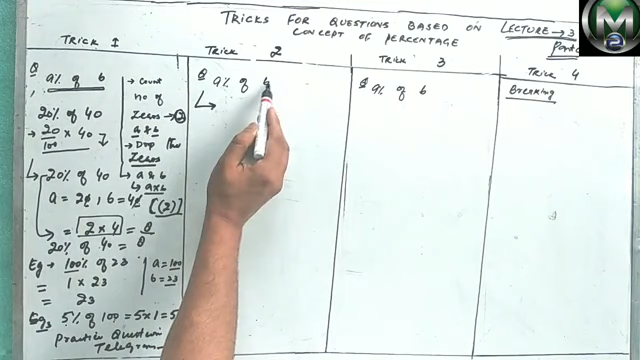 TRICKS FOR QUESTIONS BASED ON LECTURE → 3
CONCEPT OF PERCENTAGE
Part
M2
TRICK 1
Q a% of b
20% of 40
→ 20/100 × 40
20% of 40
a = 20, b = 40
= 2 × 4 = 8
20% of 40 = 8
Eg → 100% of 23
= 1 × 23
= 23
Eg 5% of 100 = 5×1 = 5
Practice Question
Telegram
→ Count
no of
zeros → (2)
a & b
→ Drop
Zeros
a & b
a×b
[(2)]
a = 100
b = 23
TRICK 2
Q a% of b
TRICK 3
Q a% of b
TRICK 4
Breaking